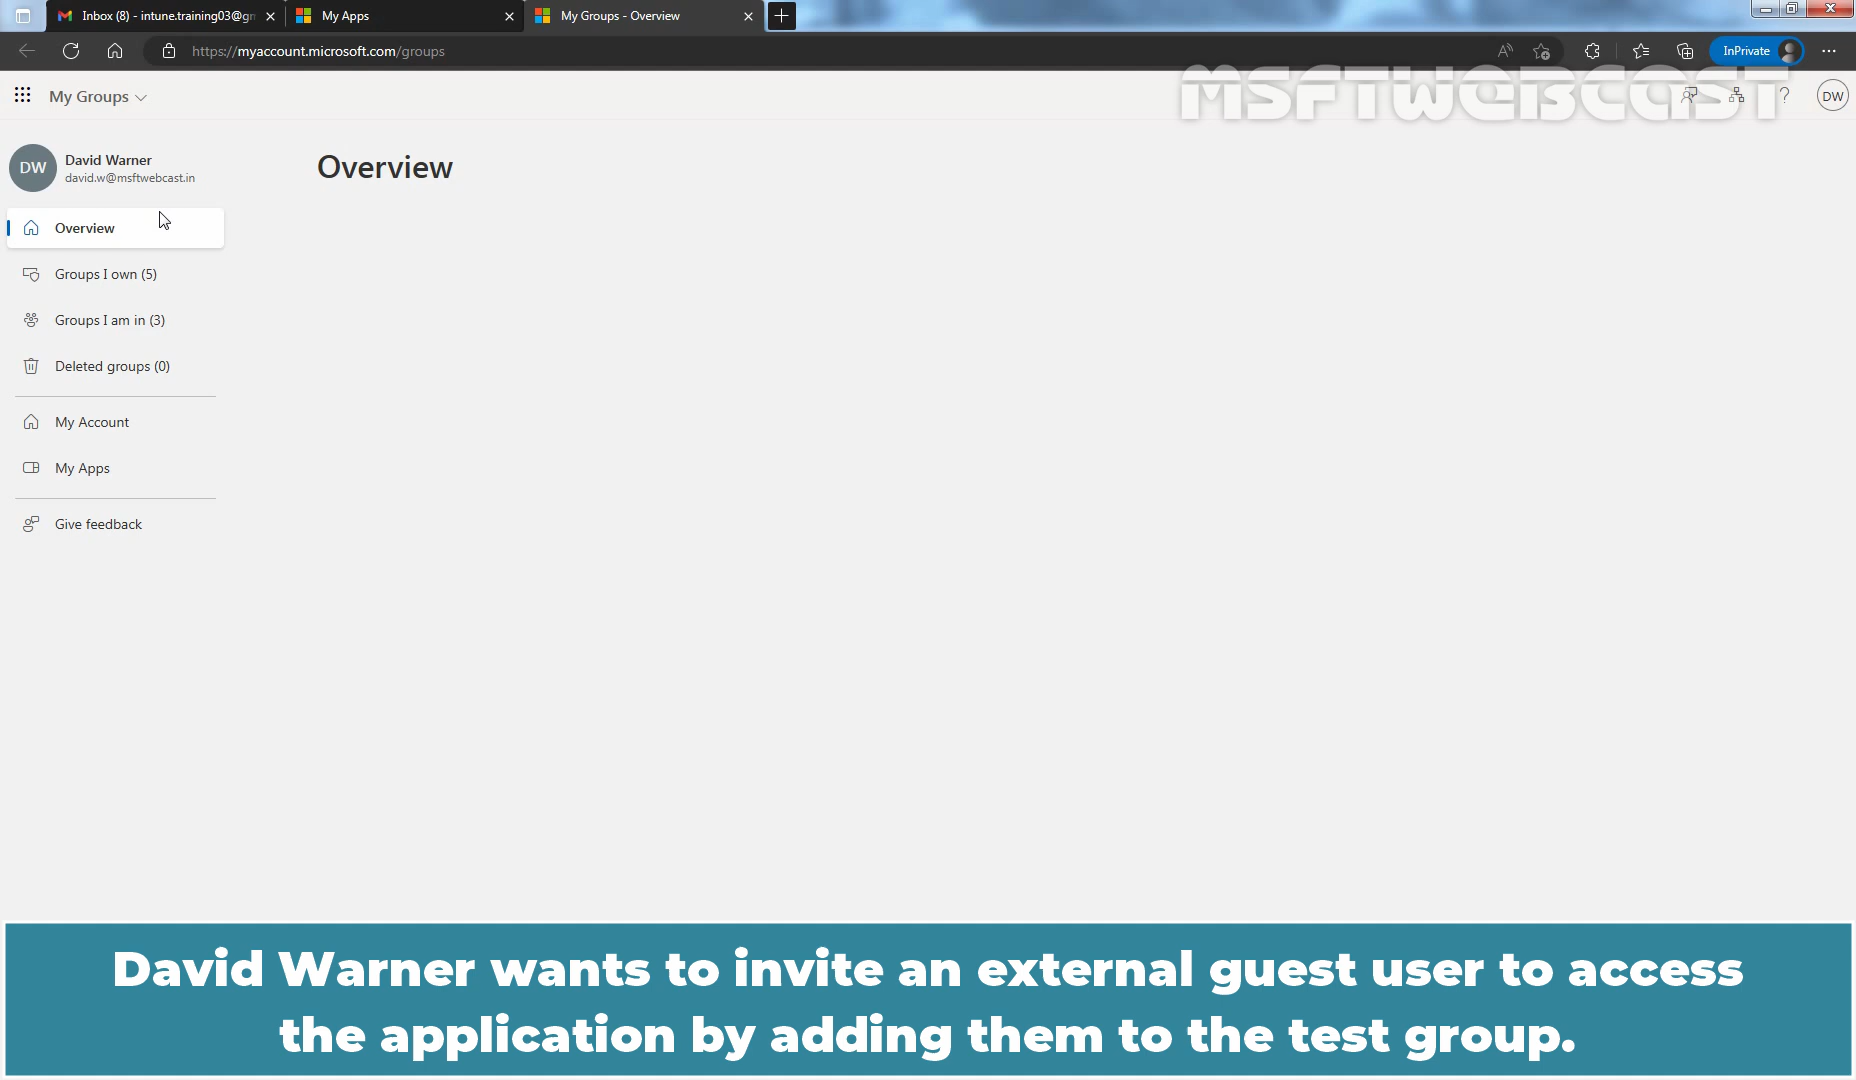 Inbox (8) - intune.training03@gm
My Apps
My Groups - Overview
https://myaccount.microsoft.com/groups
InPrivate
My Groups
MSFTWEBCAST
DW
DW
David Warner
david.w@msftwebcast.in
Overview
Overview
Groups I own (5)
Groups I am in (3)
Deleted groups (0)
My Account
My Apps
Give feedback
David Warner wants to invite an external guest user to access
the application by adding them to the test group.